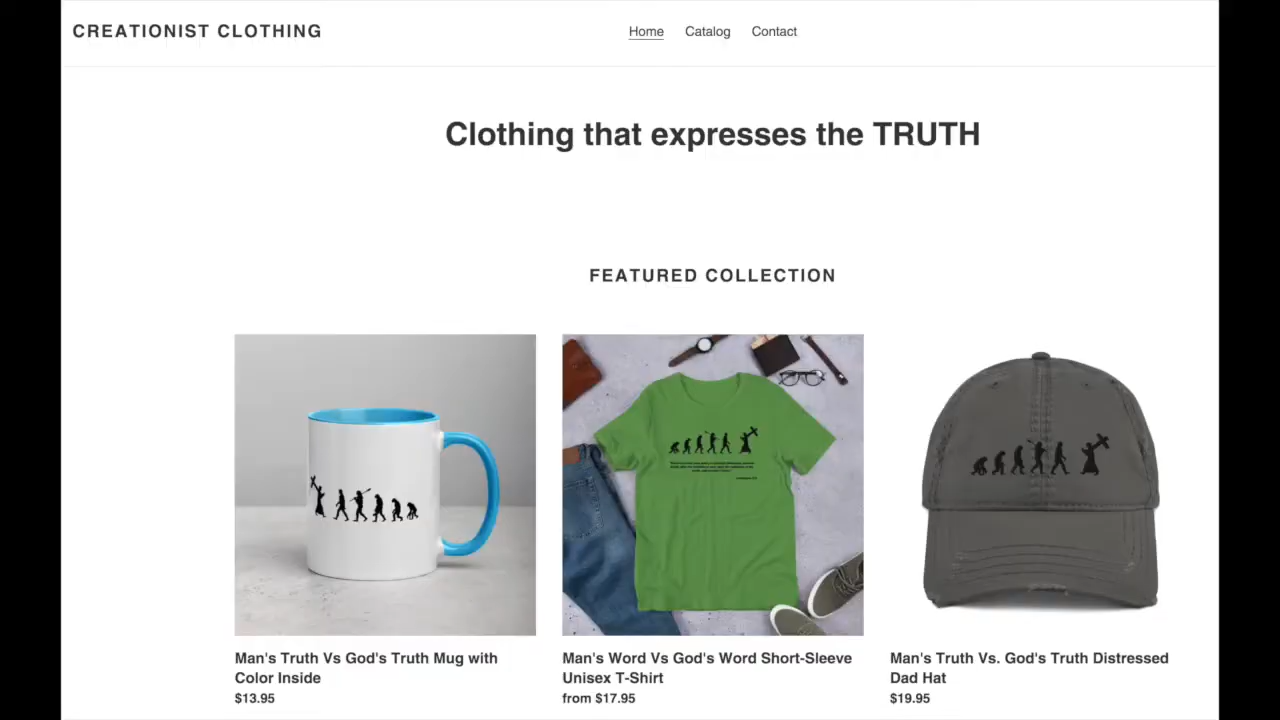 CREATIONIST CLOTHING
Home Catalog Contact
Clothing that expresses the TRUTH
FEATURED COLLECTION
Man's Truth Vs God's Truth Mug with
Color Inside
$13.95
Man's Word Vs God's Word Short-Sleeve
Unisex T-Shirt
from $17.95
Man's Truth Vs. God's Truth Distressed
Dad Hat
$19.95